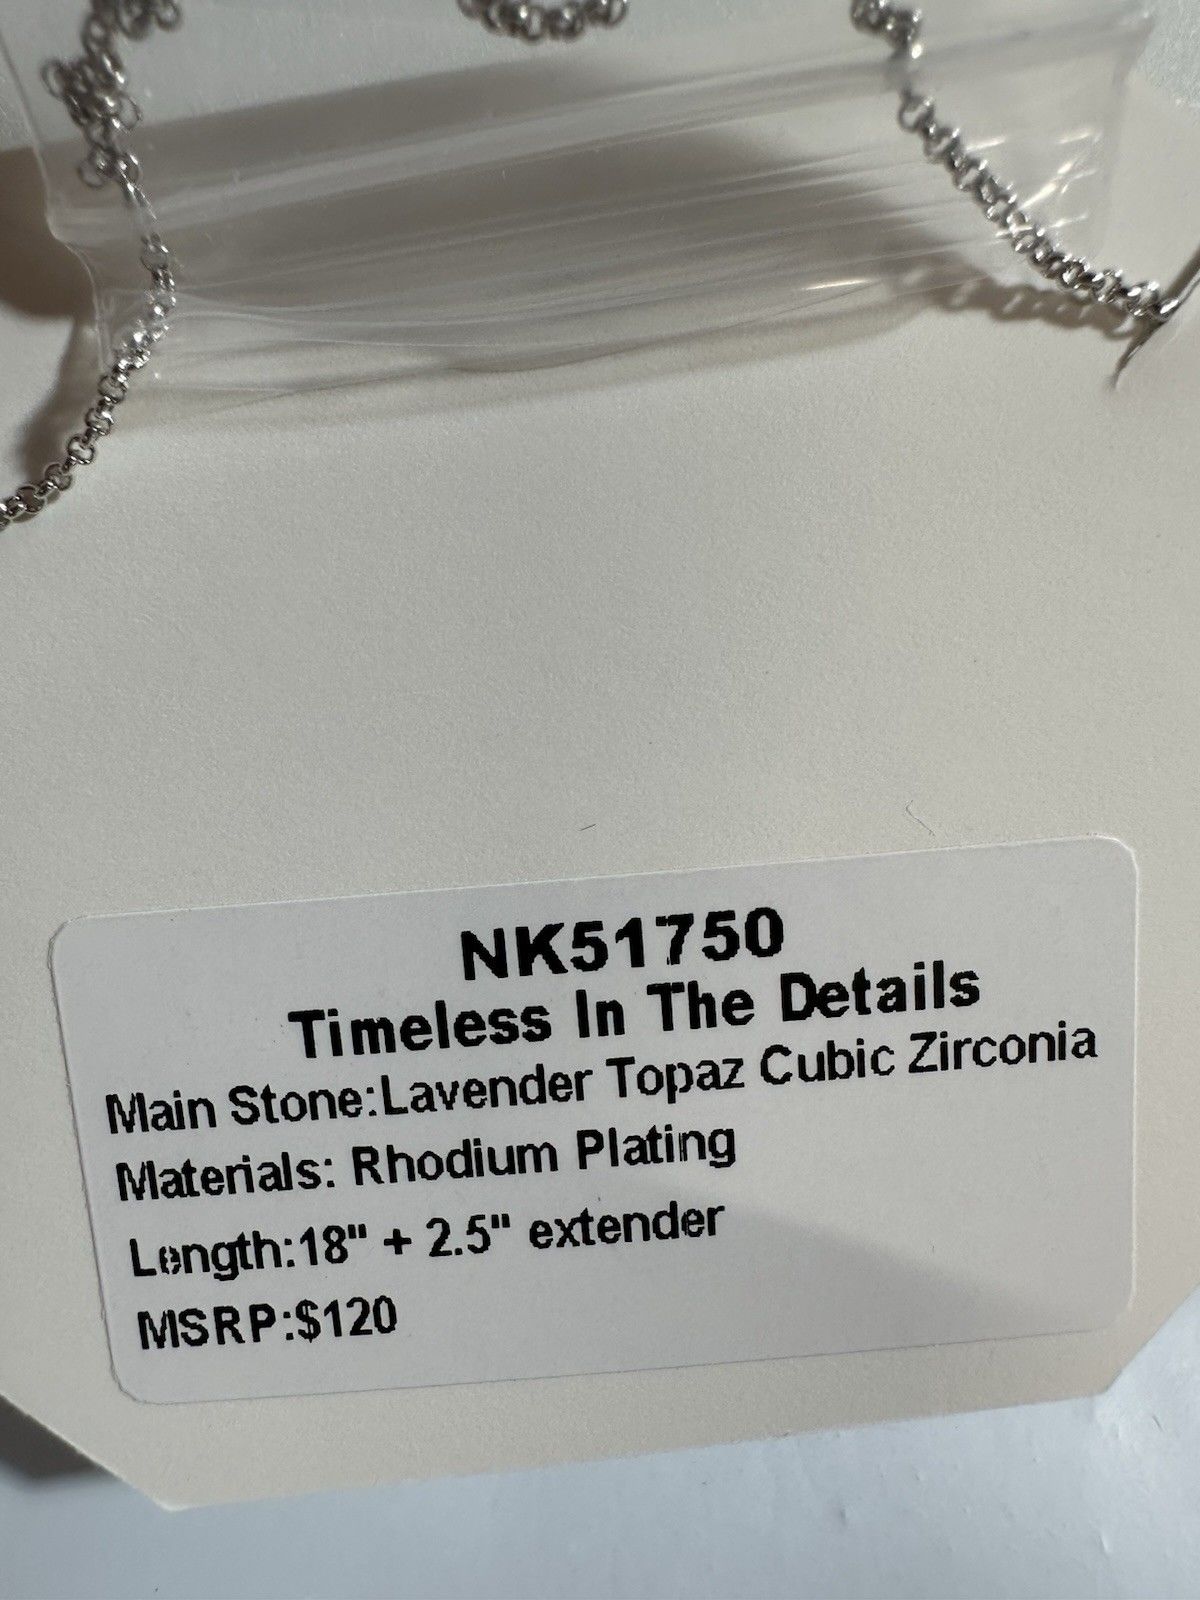 NK51750
Timeless In The Details
Main Stone:Lavender Topaz Cubic Zirconia
Materials: Rhodium Plating
Length:18" + 2.5" extender
MSRP:$120